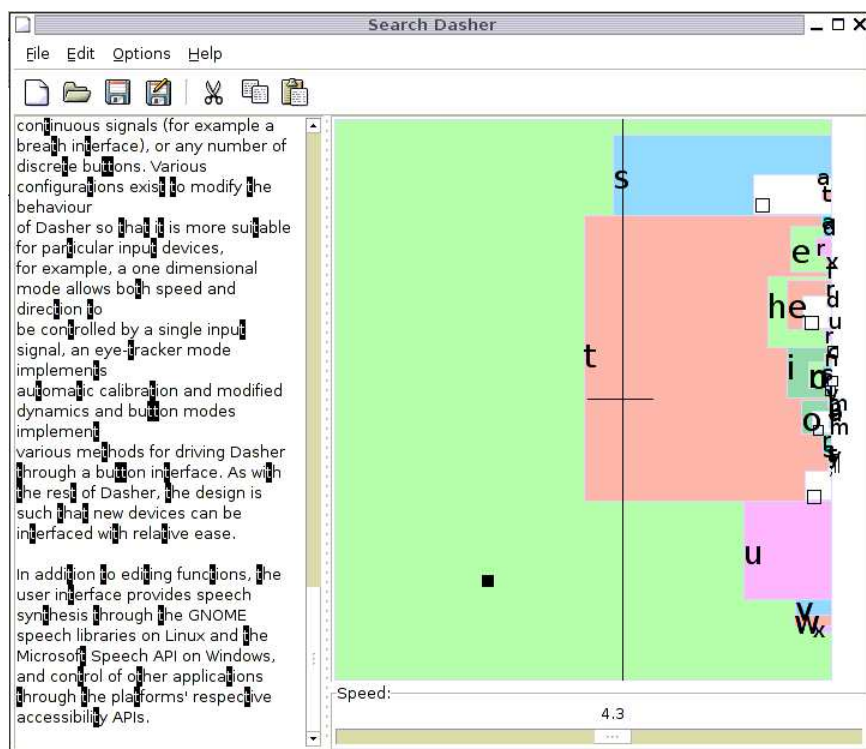 Search Dasher
File Edit Options Help
continuous signals (for example a
breath interface), or any number of
discrete buttons. Various
configurations exist to modify the
behaviour
of Dasher so that it is more suitable
for particular input devices,
for example, a one dimensional
mode allows both speed and
direction to
be controlled by a single input
signal, an eye-tracker mode
implements
automatic calibration and modified
dynamics and button modes
implement
various methods for driving Dasher
through a button interface. As with
the rest of Dasher, the design is
such that new devices can be
interfaced with relative ease.
In addition to editing functions, the
user interface provides speech
synthesis through the GNOME
speech libraries on Linux and the
Microsoft Speech API on Windows,
and control of other applications
through the platforms' respective
accessibility APIs.
s
a
t
e
r
he
t
i
n
o
u
v
w
x
Speed:
4.3